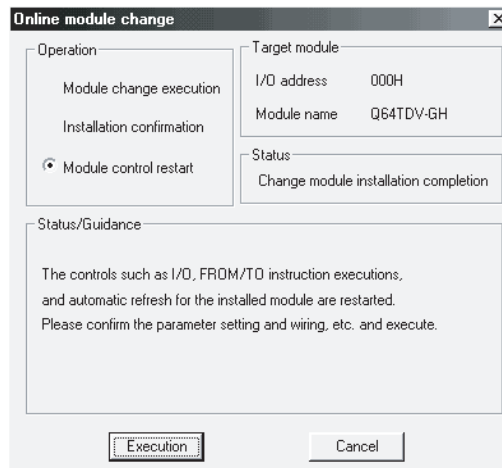 Online module change
Operation
Module change execution
Installation confirmation
Module control restart
Target module
I/O address 000H
Module name Q64TDV-GH
Status
Change module installation completion
Status/Guidance
The controls such as I/O, FROM/TO instruction executions,
and automatic refresh for the installed module are restarted.
Please confirm the parameter setting and wiring, etc. and execute.
Execution Cancel